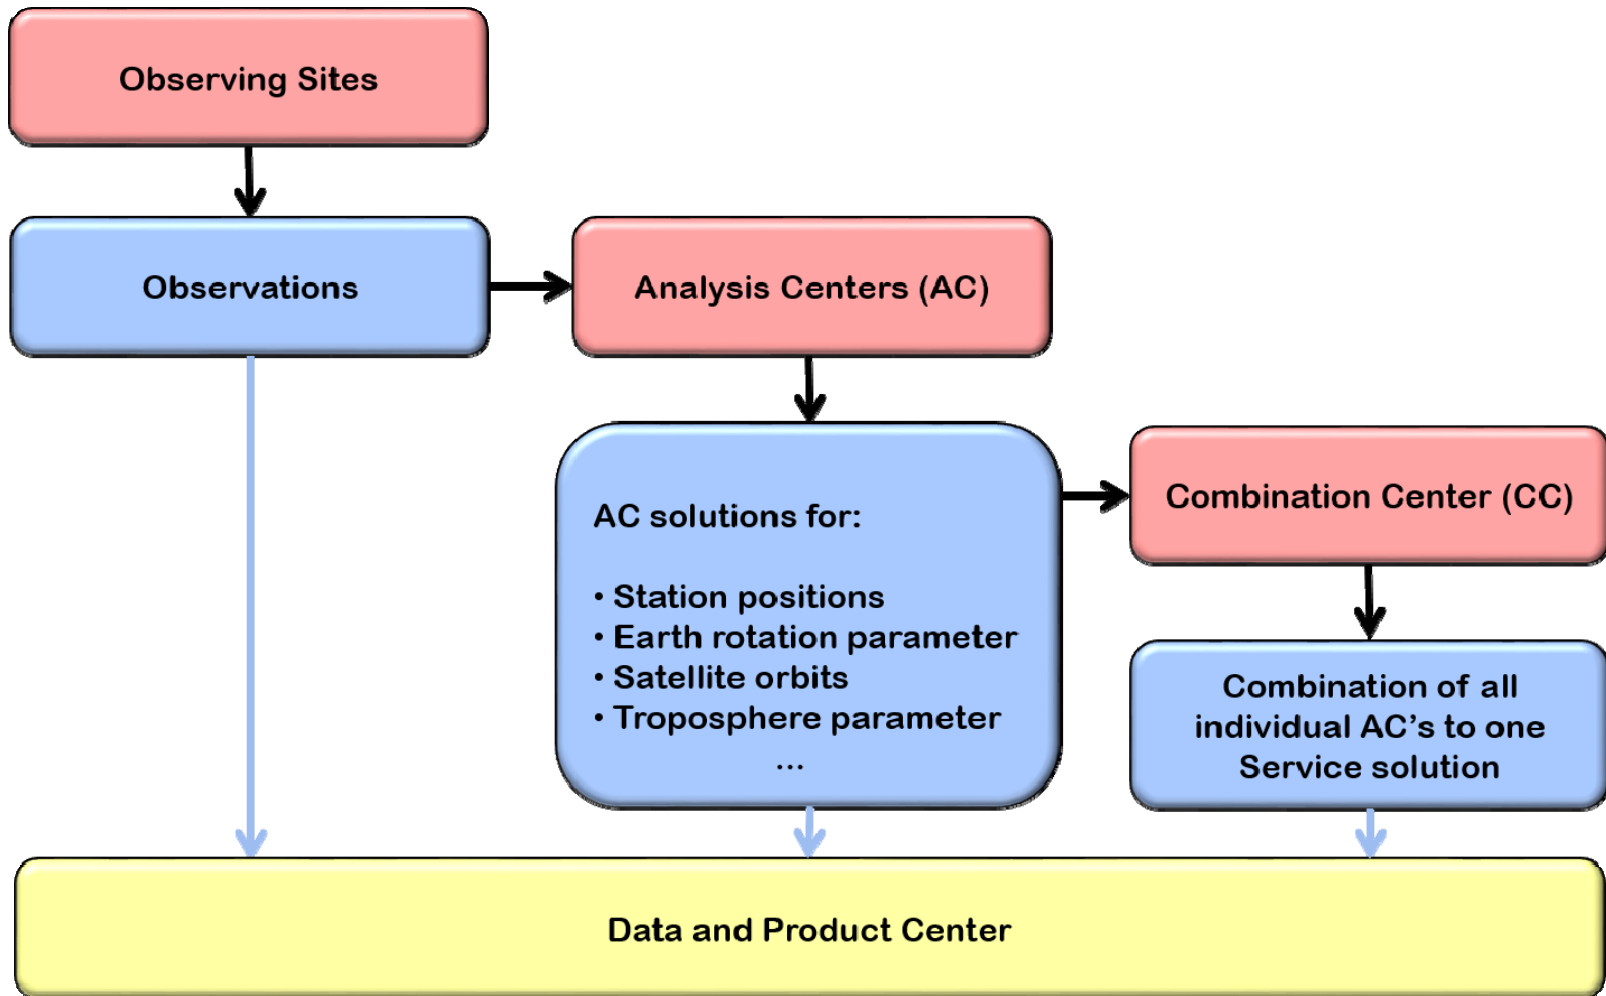 Observing Sites
Observations
Analysis Centers (AC)
AC solutions for:
• Station positions
• Earth rotation parameter
• Satellite orbits
• Troposphere parameter
...
Combination Center (CC)
Combination of all
individual AC's to one
Service solution
Data and Product Center